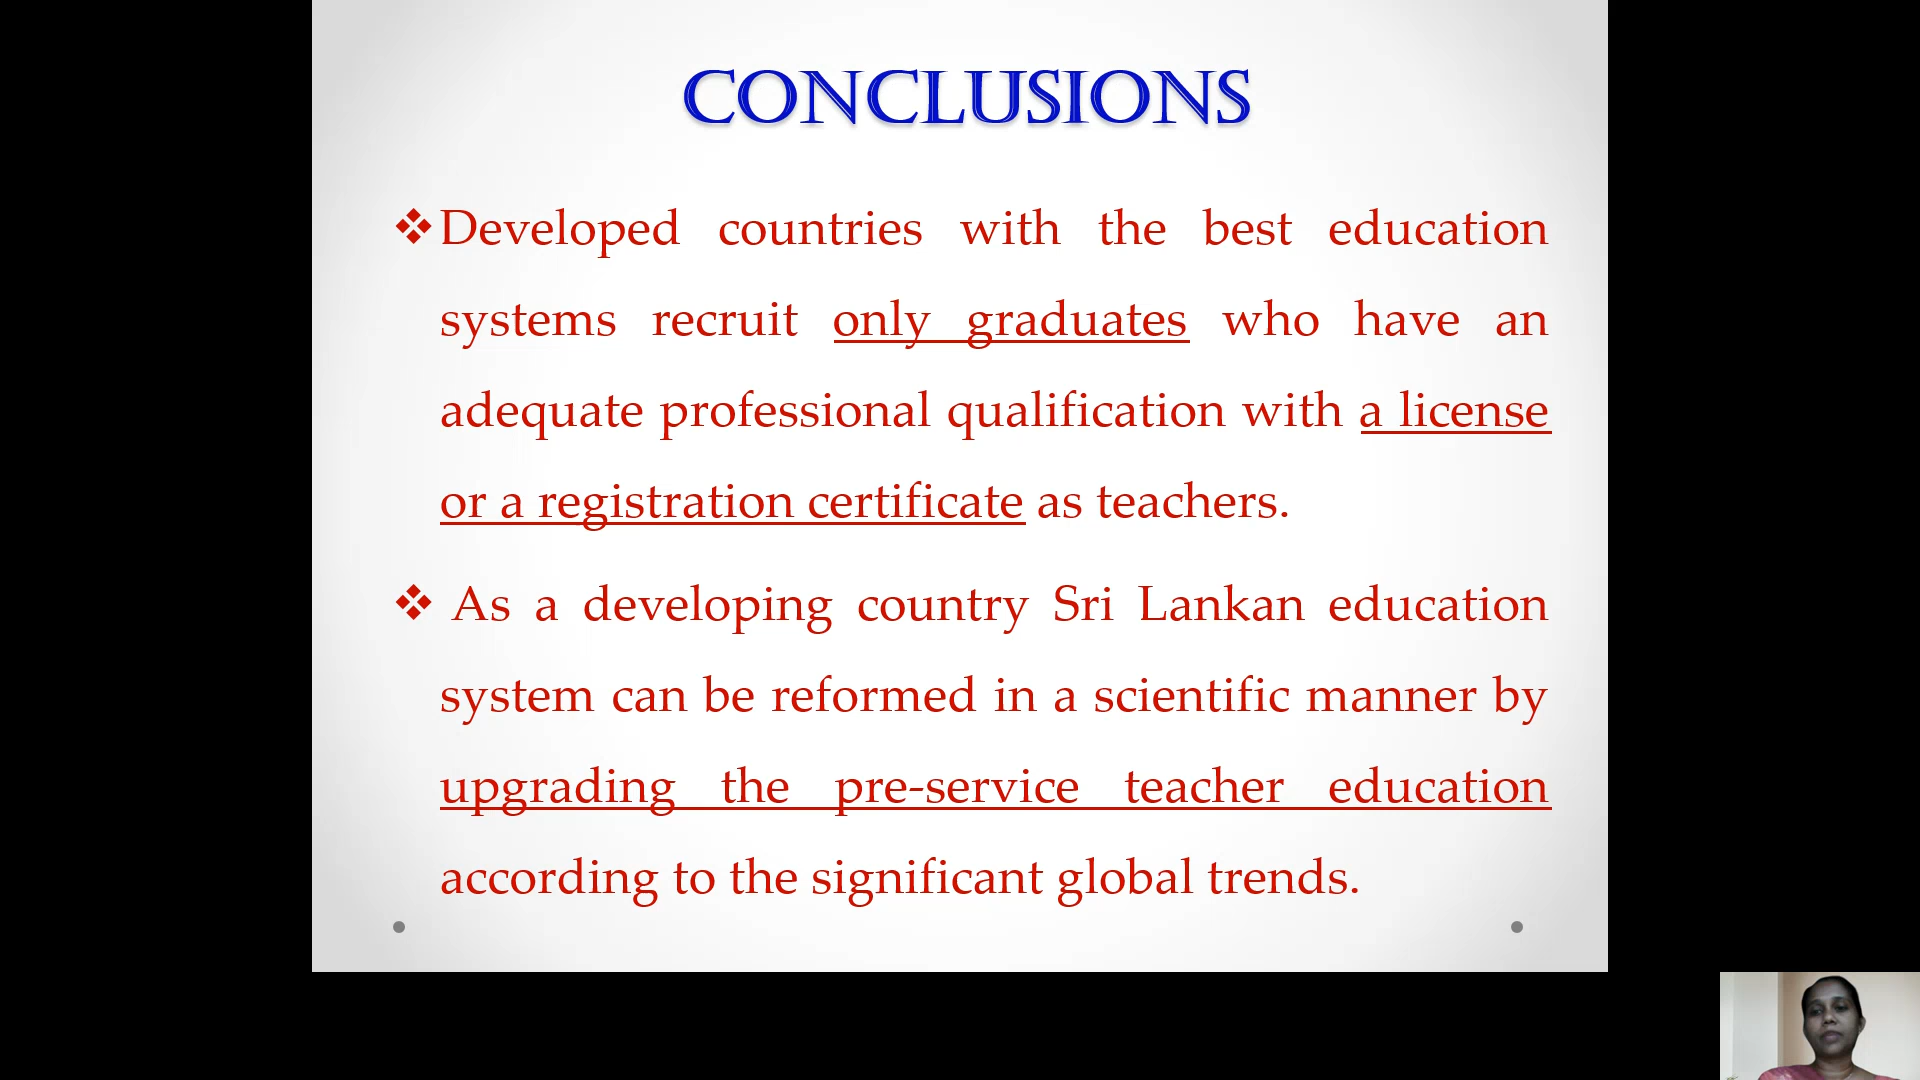 CONCLUSIONS
❖Developed countries with the best education
systems recruit only graduates who have an
adequate professional qualification with a license
or a registration certificate as teachers.
❖ As a developing country Sri Lankan education
system can be reformed in a scientific manner by
upgrading the pre-service teacher education
according to the significant global trends.